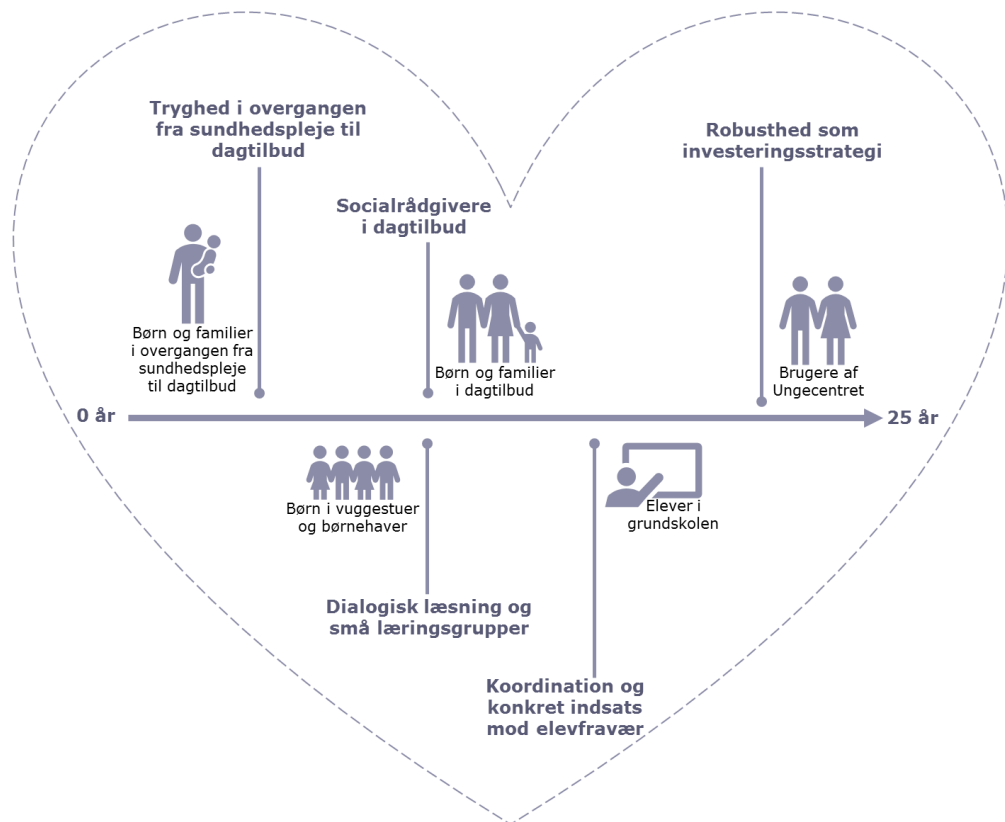 Tryghed i overgangen
fra sundhedspleje til
dagtilbud
Robusthed som
investeringsstrategi
Socialrådgivere
i dagtilbud
Børn og familier
i overgangen fra
sundhedspleje
til dagtilbud
Børn og familier
i dagtilbud
Brugere af
Ungecentret
0 år
25 år
Børn i vuggestuer
og børnehaver
Elever i
grundskolen
Dialogisk læsning og
små læringsgrupper
Koordination og
konkret indsats
mod elevfravær